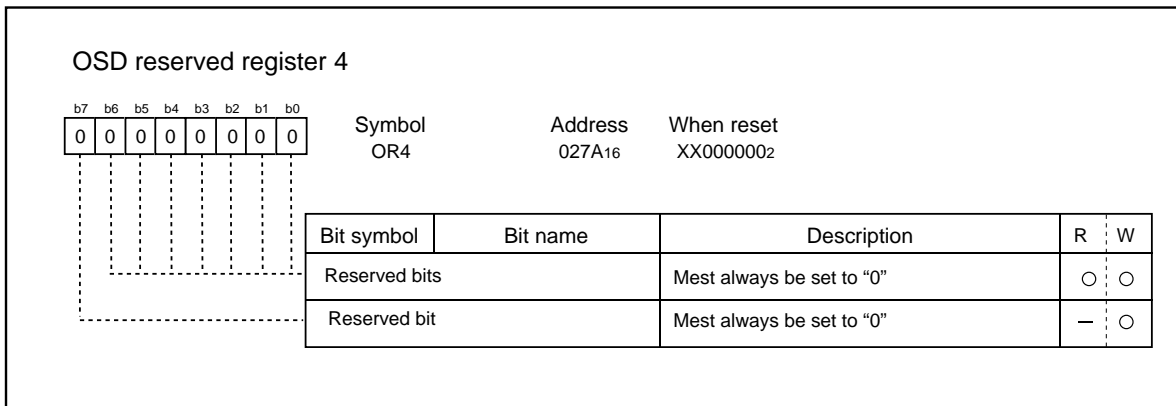 OSD reserved register 4
b7 b6 b5 b4 b3 b2 b1 b0
0 0 0 0 0 0 0 0
Symbol Address When reset
OR4 027A16 XX0000002
Bit symbol Bit name Description R W
Reserved bits Mest always be set to “0” ○ ○
Reserved bit Mest always be set to “0” – ○